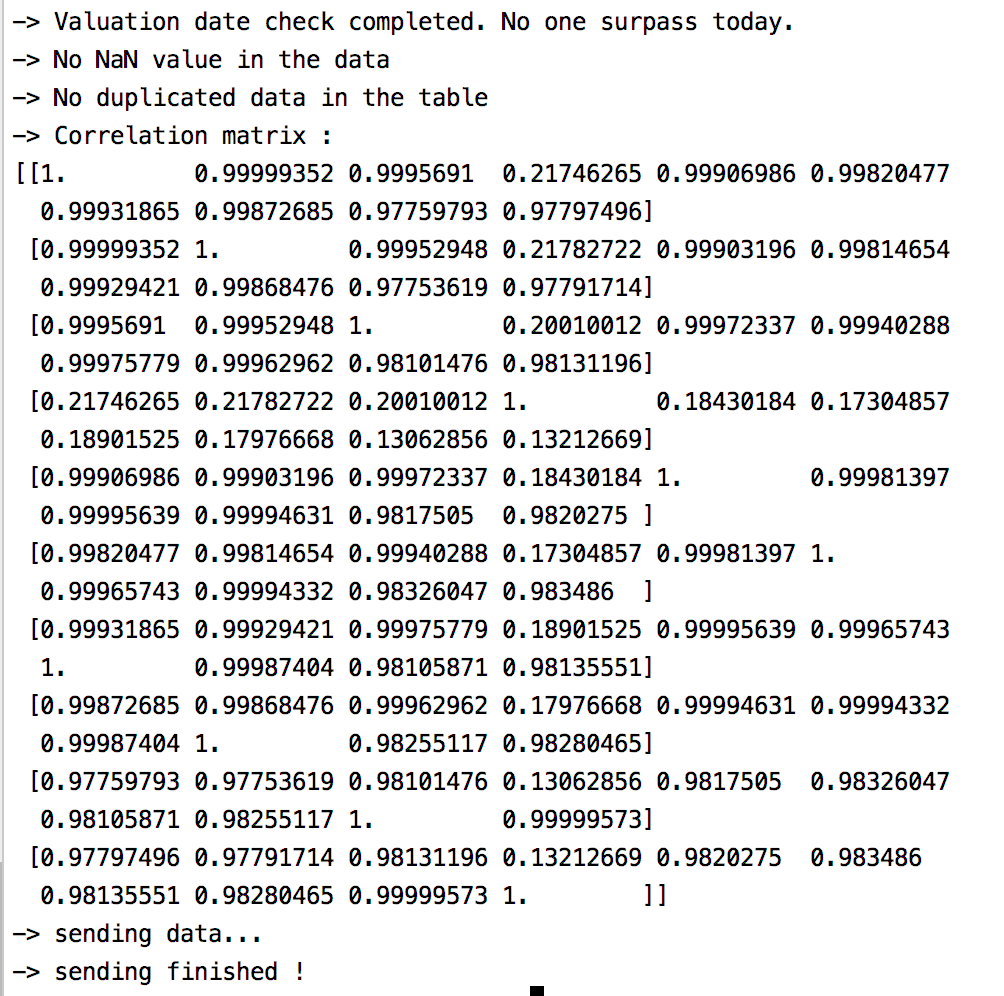 —> Valuation date check completed. No one surpass today.
—> No NaN value in the data
—> No duplicated data in the table
—> Correlation matrix :
[[1.         0.99999352 0.9995691  0.21746265 0.99906986 0.99820477
  0.99931865 0.99872685 0.97759793 0.97797496]
 [0.99999352 1.         0.99952948 0.21782722 0.99903196 0.99814654
  0.99929421 0.99868476 0.97753619 0.97791714]
 [0.9995691  0.99952948 1.         0.20010012 0.99972337 0.99940288
  0.99975779 0.99962962 0.98101476 0.98131196]
 [0.21746265 0.21782722 0.20010012 1.         0.18430184 0.17304857
  0.18901525 0.17976668 0.13062856 0.13212669]
 [0.99906986 0.99903196 0.99972337 0.18430184 1.         0.99981397
  0.99995639 0.99994631 0.9817505  0.9820275 ]
 [0.99820477 0.99814654 0.99940288 0.17304857 0.99981397 1.
  0.99965743 0.99994332 0.98326047 0.983486  ]
 [0.99931865 0.99929421 0.99975779 0.18901525 0.99995639 0.99965743
  1.         0.99987404 0.98105871 0.98135551]
 [0.99872685 0.99868476 0.99962962 0.17976668 0.99994631 0.99994332
  0.99987404 1.         0.98255117 0.98280465]
 [0.97759793 0.97753619 0.98101476 0.13062856 0.9817505  0.98326047
  0.98105871 0.98255117 1.         0.99999573]
 [0.97797496 0.97791714 0.98131196 0.13212669 0.9820275  0.983486
  0.98135551 0.98280465 0.99999573 1.        ]]
—> sending data...
—> sending finished !